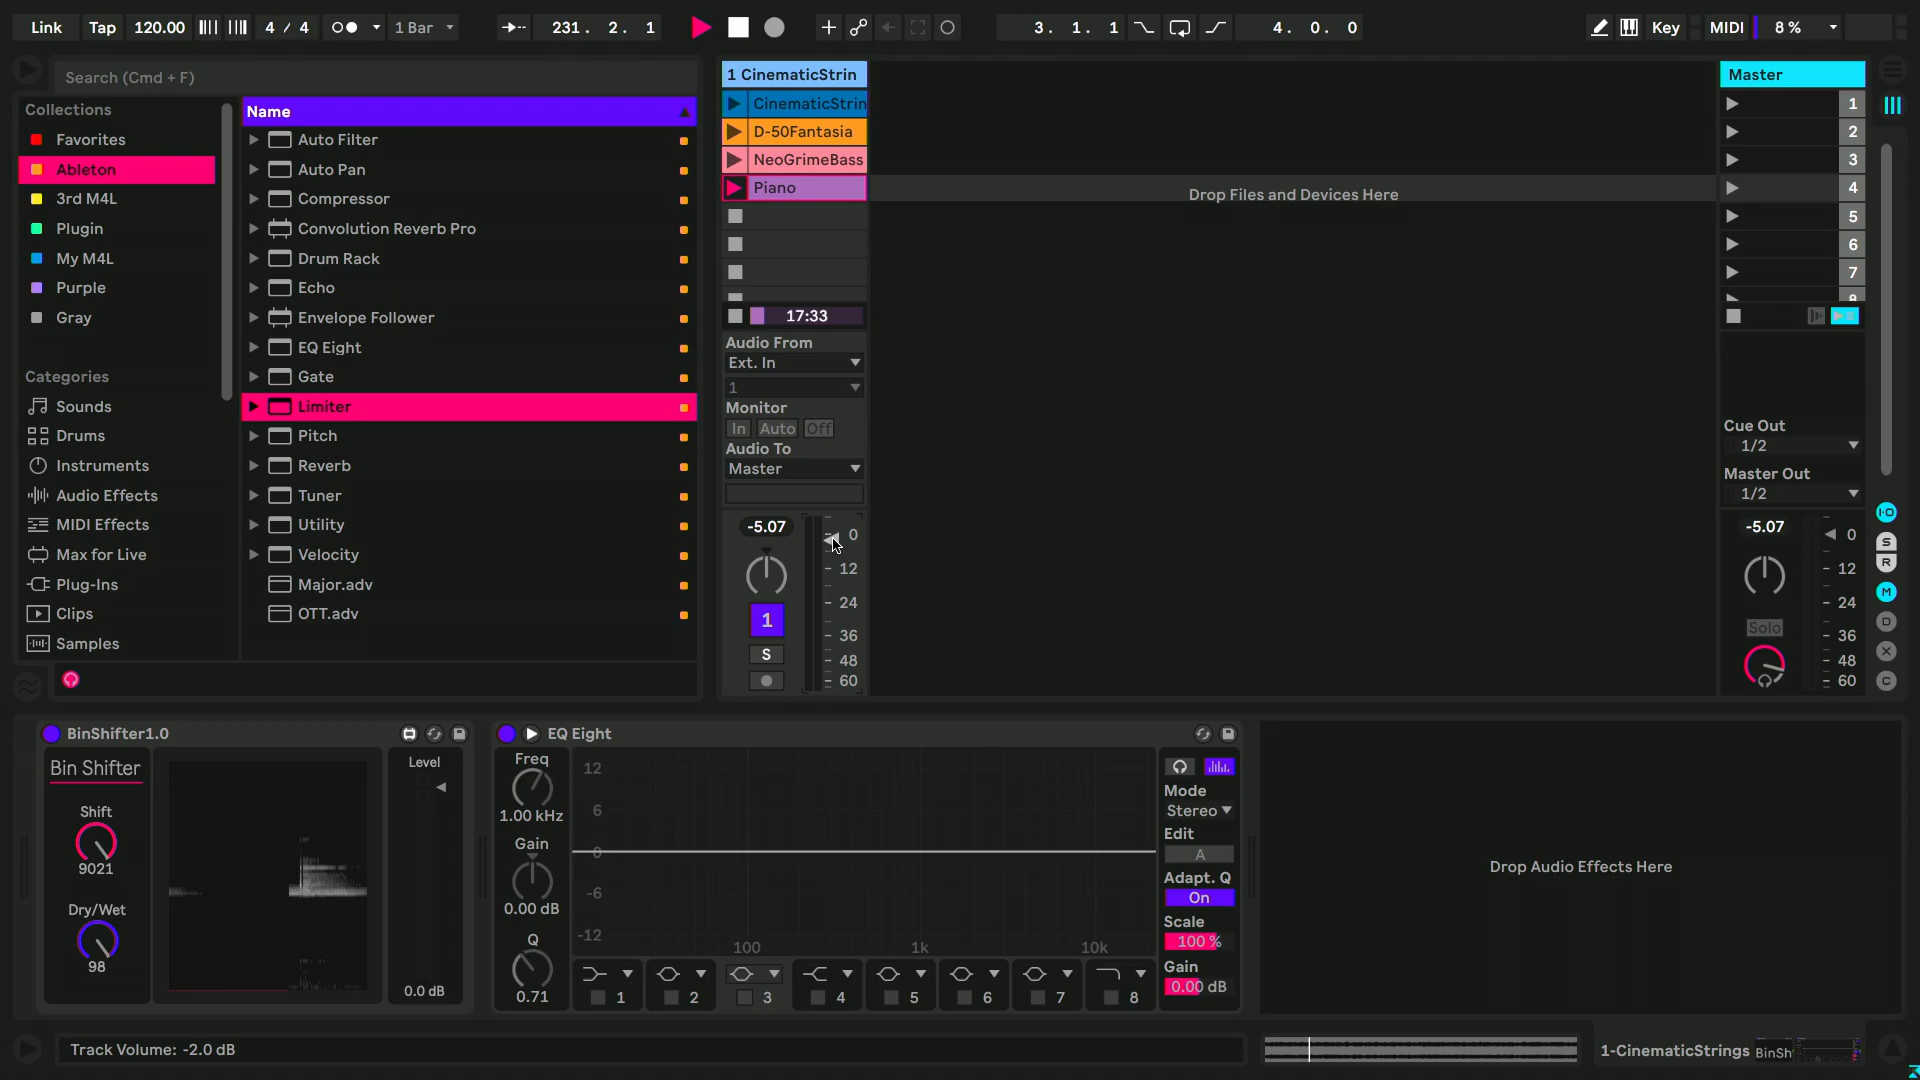 Link Tap 120.00 4 / 4 1 Bar 231. 2. 1 3. 1. 1 4. 0. 0 Key MIDI 8 %
Search (Cmd + F)
Collections
Favorites
Ableton
3rd M4L
Plugin
My M4L
Purple
Gray
Categories
Sounds
Drums
Instruments
Audio Effects
MIDI Effects
Max for Live
Plug-Ins
Clips
Samples
Name
Auto Filter
Auto Pan
Compressor
Convolution Reverb Pro
Drum Rack
Echo
Envelope Follower
EQ Eight
Gate
Limiter
Pitch
Reverb
Tuner
Utility
Velocity
Major.adv
OTT.adv
1 CinematicStrin
CinematicStrin
D-50Fantasia
NeoGrimeBass
Piano
17:33
Audio From
Ext. In
1
Monitor
In Auto Off
Audio To
Master
-5.07
0
12
24
36
48
60
1
S
Drop Files and Devices Here
Master
1
2
3
4
5
6
7
8
Cue Out
1/2
Master Out
1/2
-5.07
0
12
24
36
48
60
Solo
I·O
S
R
M
D
X
C
BinShifter1.0
Bin Shifter
Shift
9021
Dry/Wet
98
Level
0.0 dB
EQ Eight
Freq
1.00 kHz
Gain
0.00 dB
Q
0.71
12
6
0
-6
-12
100 1k 10k
1 2 3 4 5 6 7 8
Mode
Stereo
Edit
A
Adapt. Q
On
Scale
100 %
Gain
0.00 dB
Drop Audio Effects Here
Track Volume: -2.0 dB
1-CinematicStrings BinSh